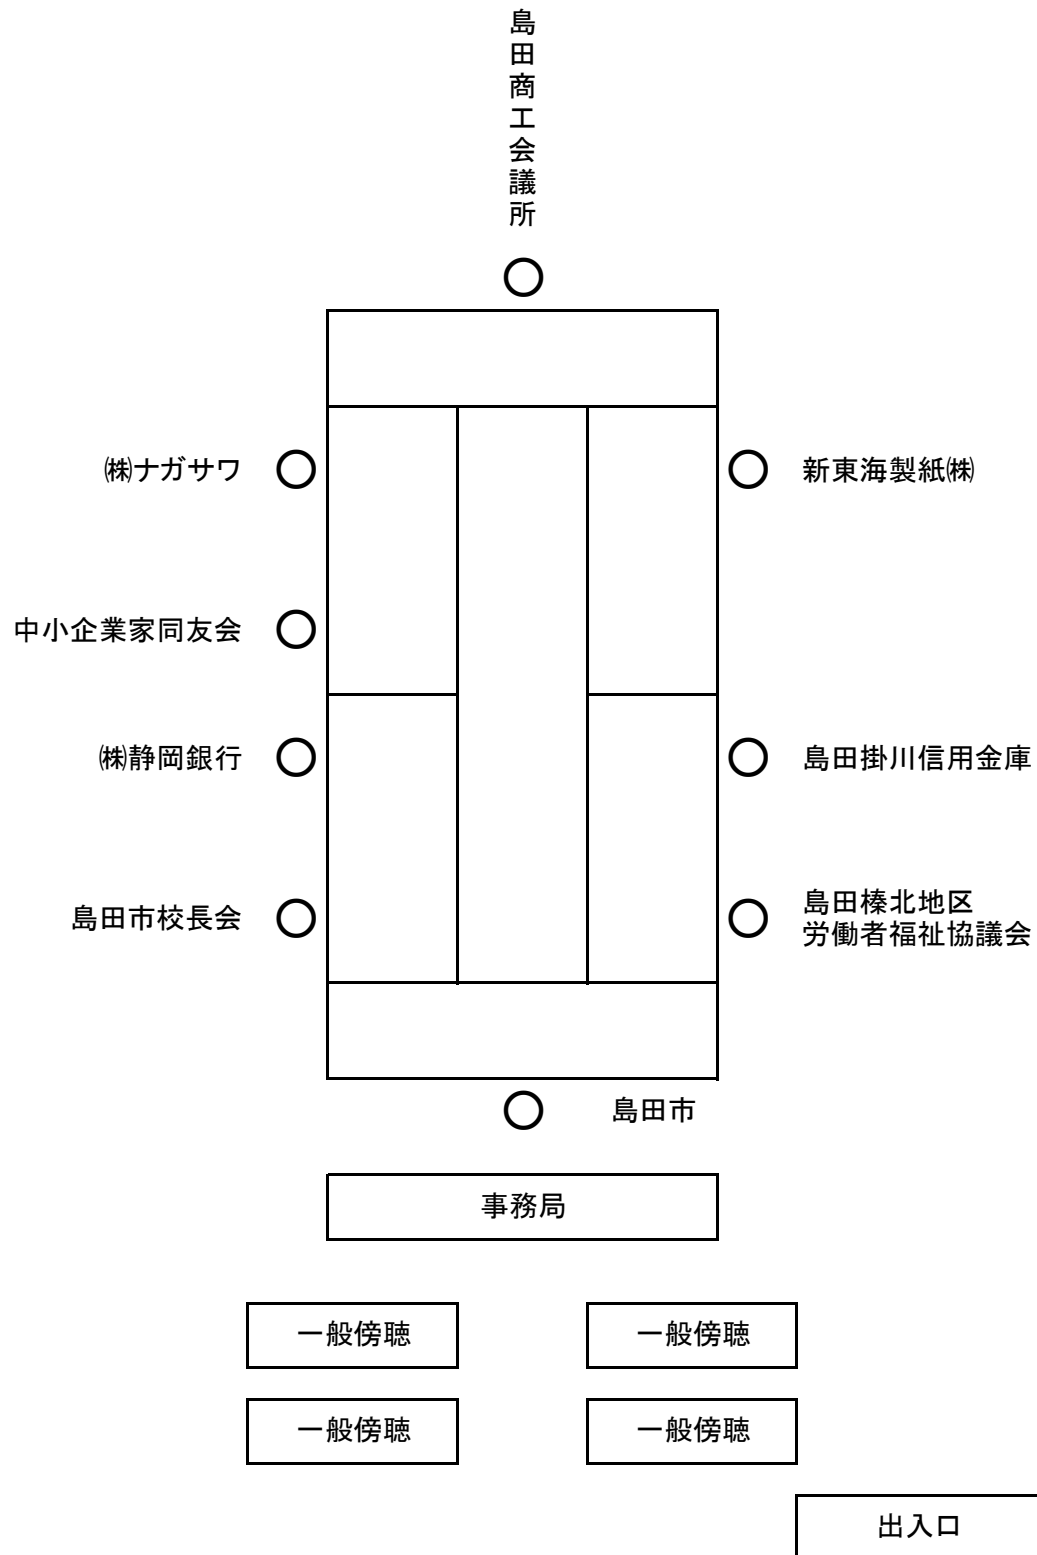 島田商工会議所
㈱ナガサワ
新東海製紙㈱
中小企業家同友会
㈱静岡銀行
島田掛川信用金庫
島田市校長会
島田榛北地区
労働者福祉協議会
島田市
事務局
一般傍聴
一般傍聴
一般傍聴
一般傍聴
出入口